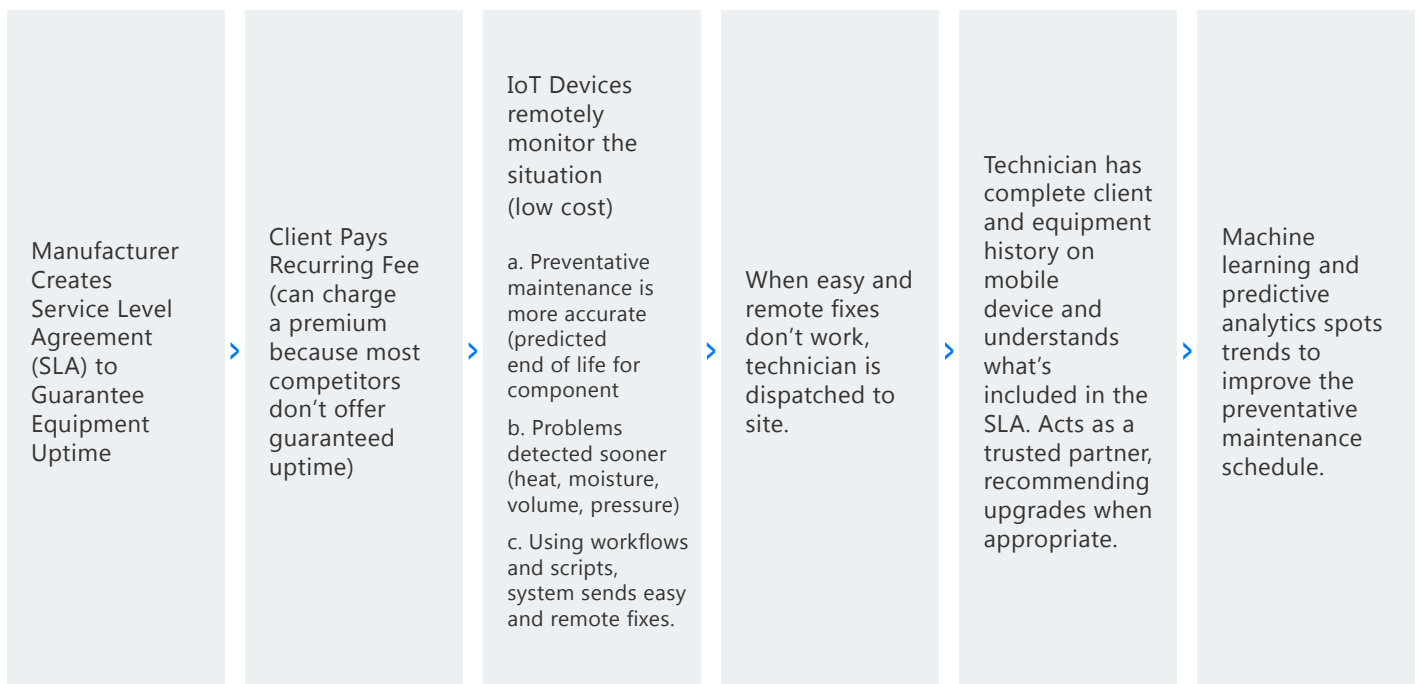 Manufacturer
Creates
Service Level
Agreement
(SLA) to
Guarantee
Equipment
Uptime
Client Pays
Recurring Fee
(can charge
a premium
because most
competitors
don't offer
guaranteed
uptime)
IoT Devices
remotely
monitor the
situation
(low cost)
a. Preventative
maintenance is
more accurate
(predicted
end of life for
component
b. Problems
detected sooner
(heat, moisture,
volume, pressure)
c. Using workflows
and scripts,
system sends easy
and remote fixes.
When easy and
remote fixes
don't work,
technician is
dispatched to
site.
Technician has
complete client
and equipment
history on
mobile
device and
understands
what's
included in the
SLA. Acts as a
trusted partner,
recommending
upgrades when
appropriate.
Machine
learning and
predictive
analytics spots
trends to
improve the
preventative
maintenance
schedule.